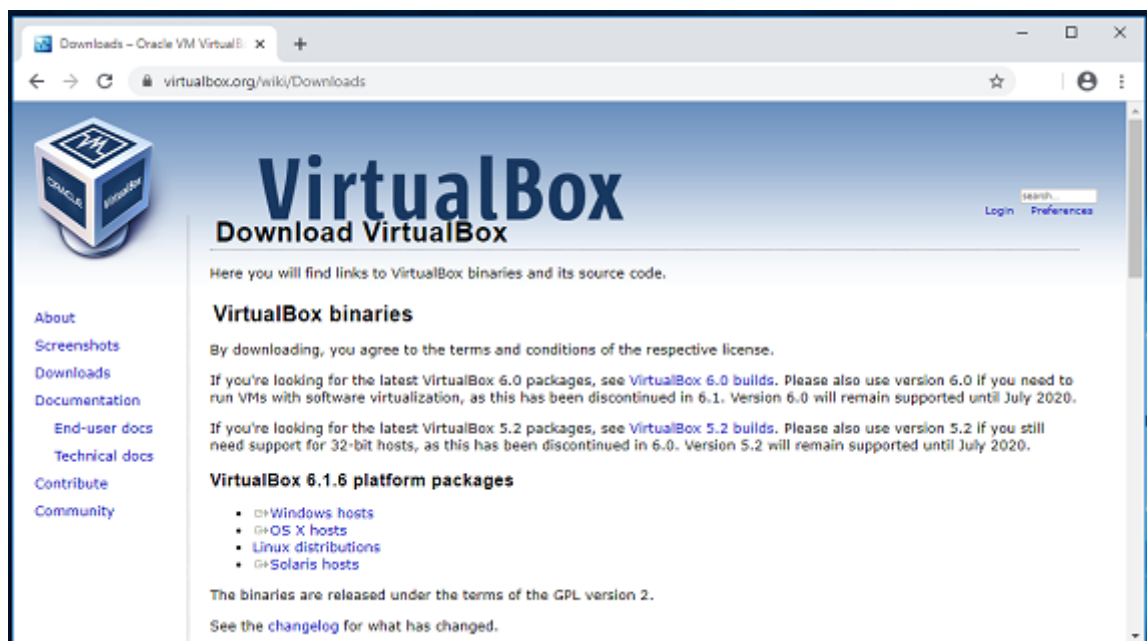 Downloads – Oracle VM VirtualB
virtualbox.org/wiki/Downloads
VM
ORACLE
VirtualBox
VirtualBox
search...
Login Preferences
Download VirtualBox
Here you will find links to VirtualBox binaries and its source code.
About
Screenshots
Downloads
Documentation
End-user docs
Technical docs
Contribute
Community
VirtualBox binaries
By downloading, you agree to the terms and conditions of the respective license.
If you're looking for the latest VirtualBox 6.0 packages, see VirtualBox 6.0 builds. Please also use version 6.0 if you need to
run VMs with software virtualization, as this has been discontinued in 6.1. Version 6.0 will remain supported until July 2020.
If you're looking for the latest VirtualBox 5.2 packages, see VirtualBox 5.2 builds. Please also use version 5.2 if you still
need support for 32-bit hosts, as this has been discontinued in 6.0. Version 5.2 will remain supported until July 2020.
VirtualBox 6.1.6 platform packages
Windows hosts
OS X hosts
Linux distributions
Solaris hosts
The binaries are released under the terms of the GPL version 2.
See the changelog for what has changed.